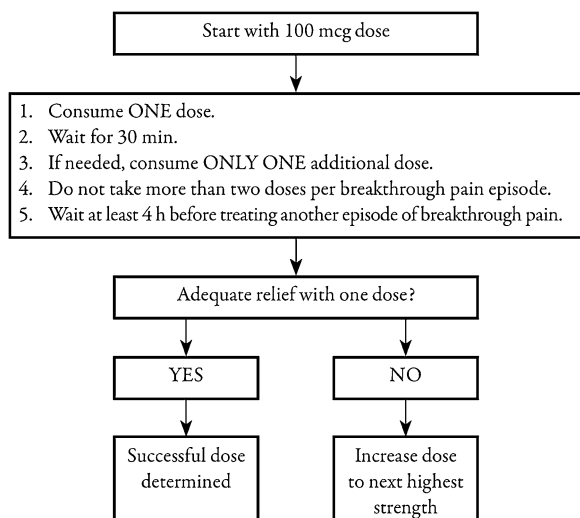 Start with 100 mcg dose
1. Consume ONE dose.
2. Wait for 30 min.
3. If needed, consume ONLY ONE additional dose.
4. Do not take more than two doses per breakthrough pain episode.
5. Wait at least 4 h before treating another episode of breakthrough pain.
Adequate relief with one dose?
YES
NO
Successful dose
determined
Increase dose
to next highest
strength